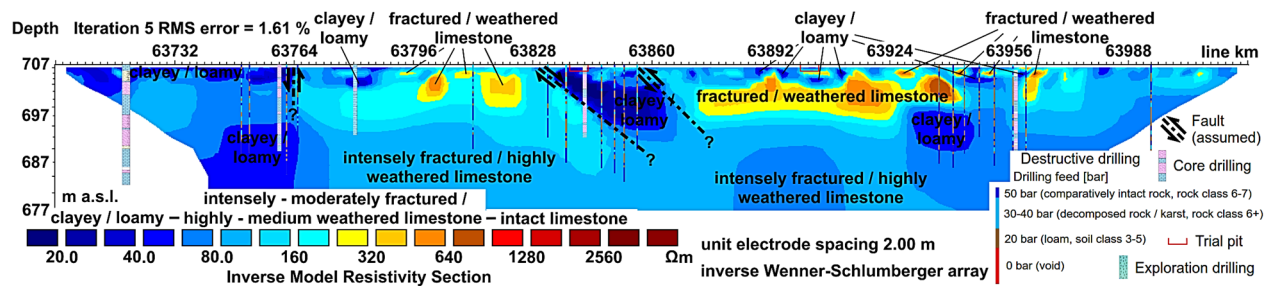 Depth Iteration 5 RMS error = 1.61 %
clayey / loamy
fractured / weathered limestone
clayey / loamy
fractured / weathered limestone
63732 63764 63796 63828 63860 63892 63924 63956 63988 line km
707
697
687
677
m a.s.l.
clayey / loamy
clayey / loamy
clayey / loamy
fractured / weathered limestone
clayey / loamy
?
?
?
intensely fractured / highly
weathered limestone
intensely fractured / highly
weathered limestone
Fault
(assumed)
intensely - moderately fractured /
clayey / loamy – highly - medium weathered limestone – intact limestone
20.0 40.0 80.0 160 320 640 1280 2560 Ωm
Inverse Model Resistivity Section
unit electrode spacing 2.00 m
inverse Wenner-Schlumberger array
Destructive drilling
Drilling feed [bar]
50 bar (comparatively intact rock, rock class 6-7)
30-40 bar (decomposed rock / karst, rock class 6+)
20 bar (loam, soil class 3-5)
0 bar (void)
Core drilling
Trial pit
Exploration drilling